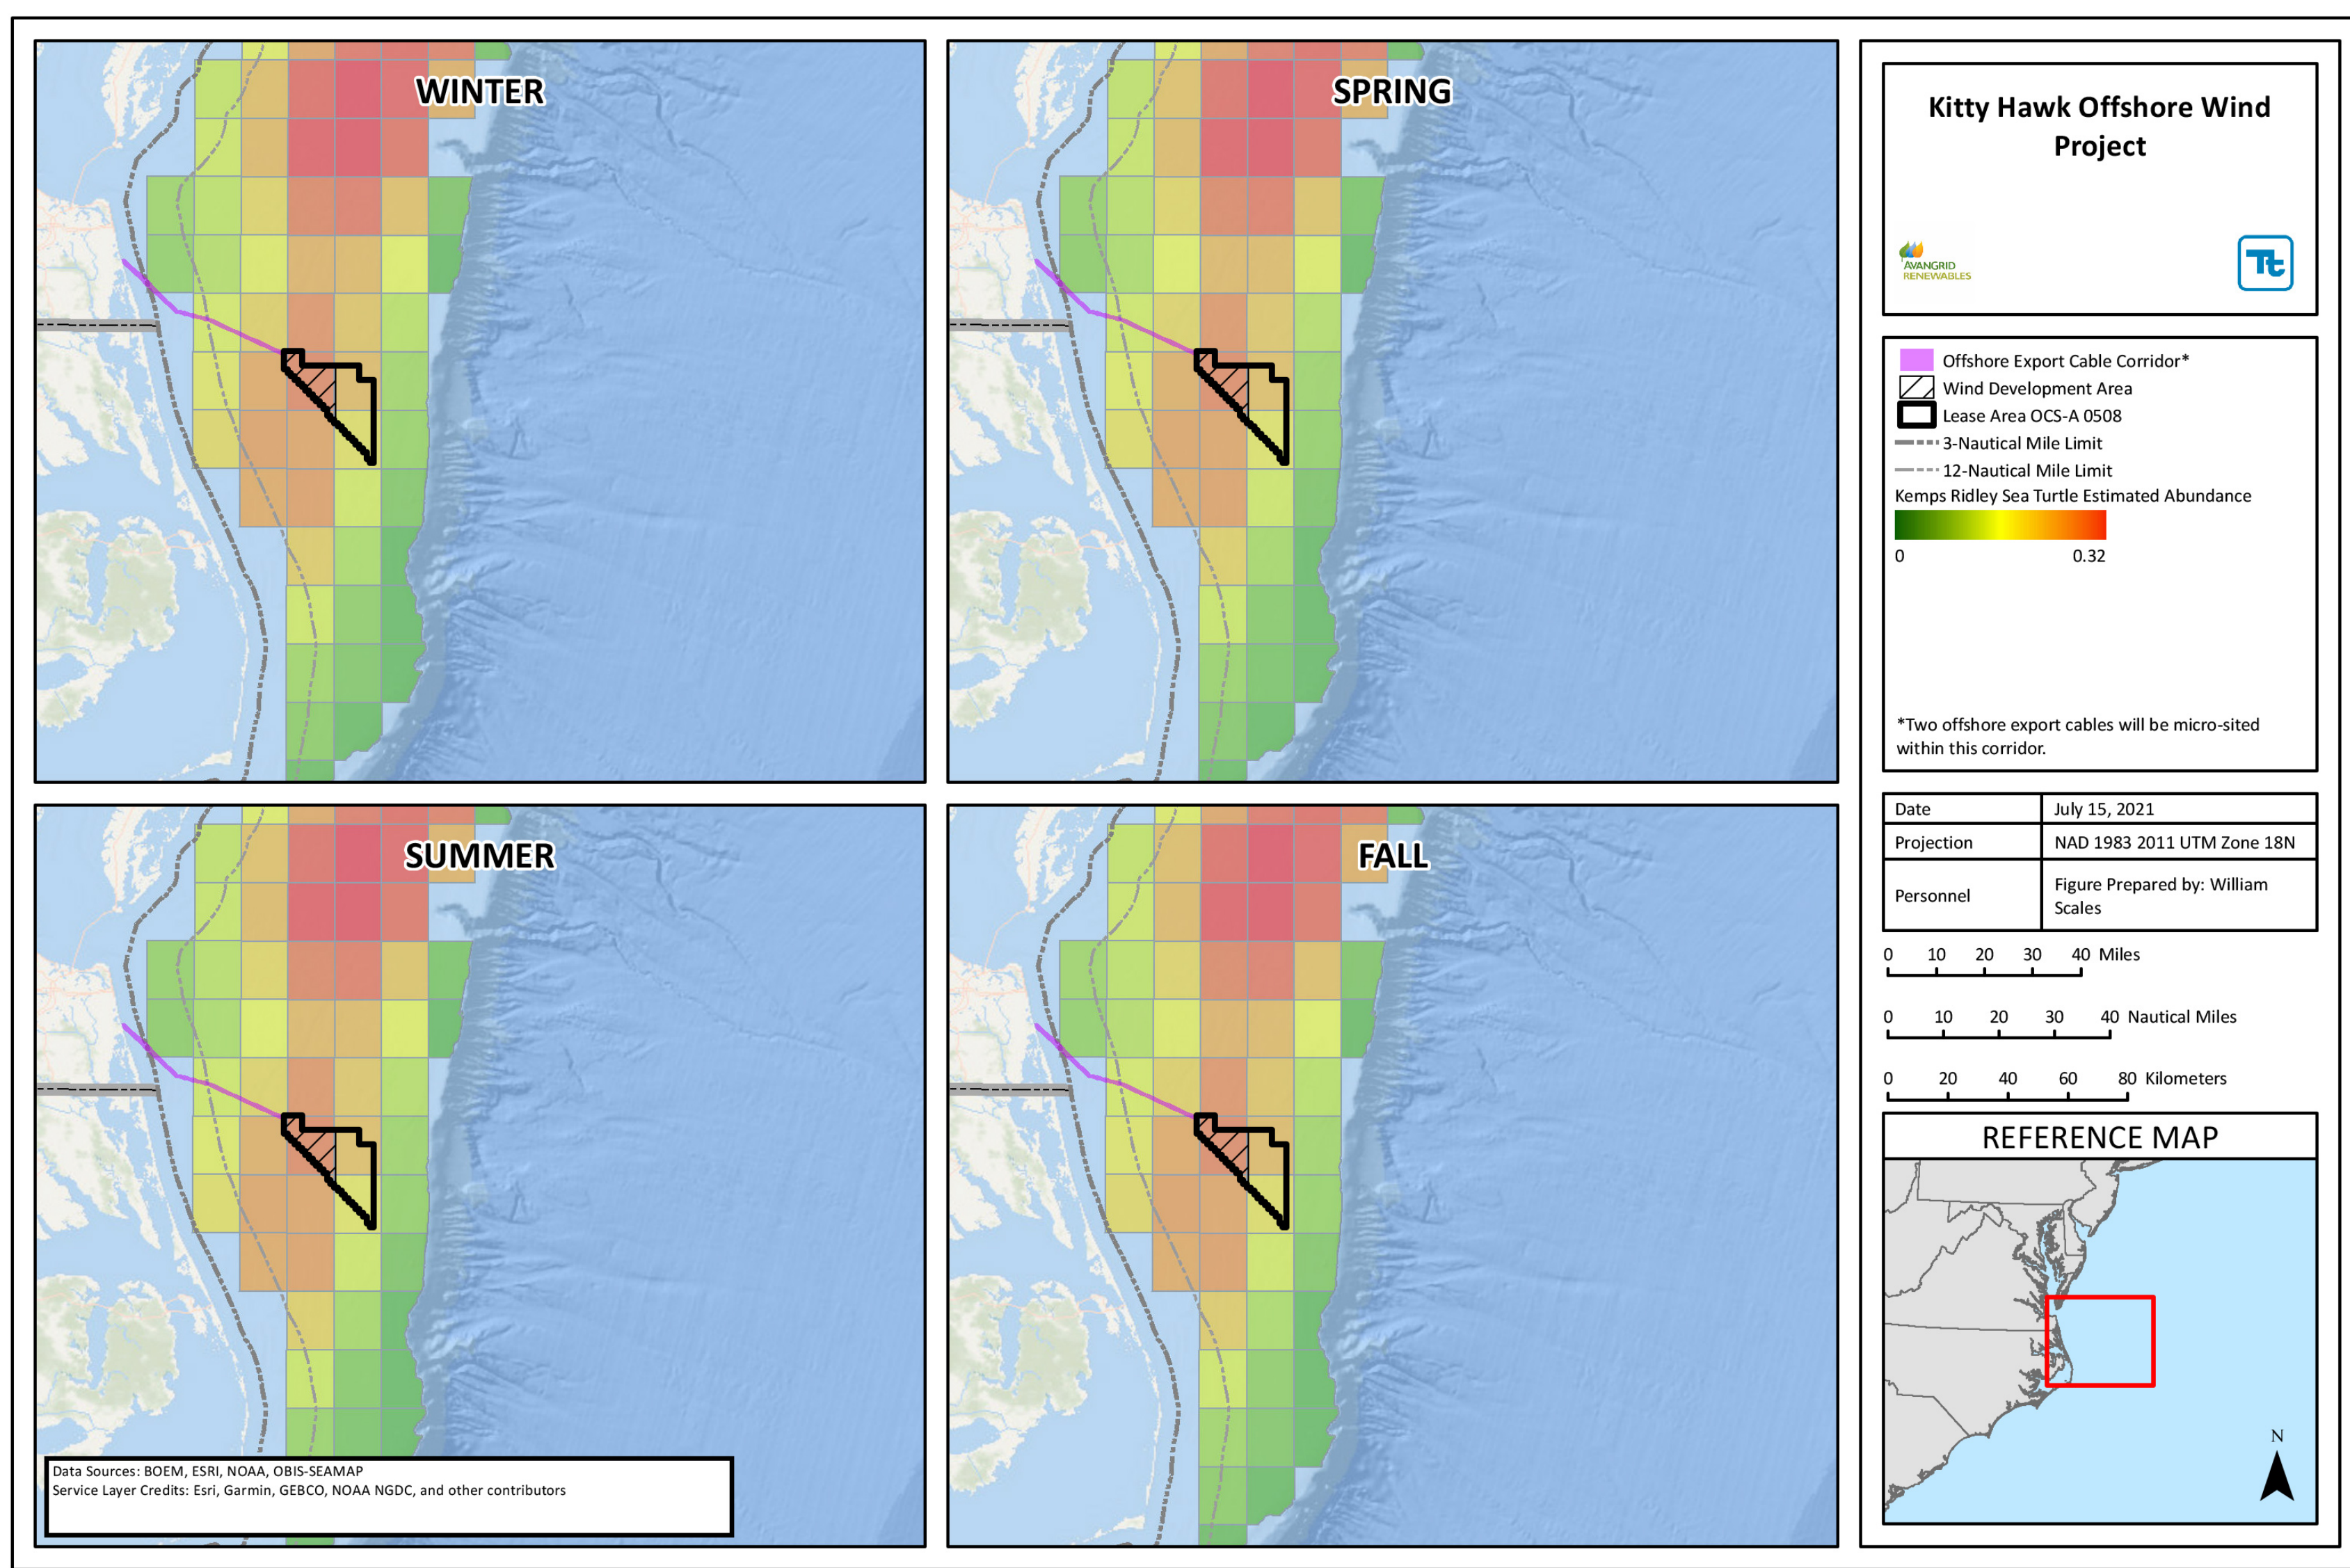 WINTER
SPRING
SUMMER
FALL
Data Sources: BOEM, ESRI, NOAA, OBIS-SEAMAP
Service Layer Credits: Esri, Garmin, GEBCO, NOAA NGDC, and other contributors
Kitty Hawk Offshore Wind
Project
AVANGRID
RENEWABLES
Tt
Offshore Export Cable Corridor*
Wind Development Area
Lease Area OCS-A 0508
3-Nautical Mile Limit
12-Nautical Mile Limit
Kemps Ridley Sea Turtle Estimated Abundance
0 0.32
*Two offshore export cables will be micro-sited
within this corridor.
Date July 15, 2021
Projection NAD 1983 2011 UTM Zone 18N
Personnel Figure Prepared by: William
Scales
0 10 20 30 40 Miles
0 10 20 30 40 Nautical Miles
0 20 40 60 80 Kilometers
REFERENCE MAP
N